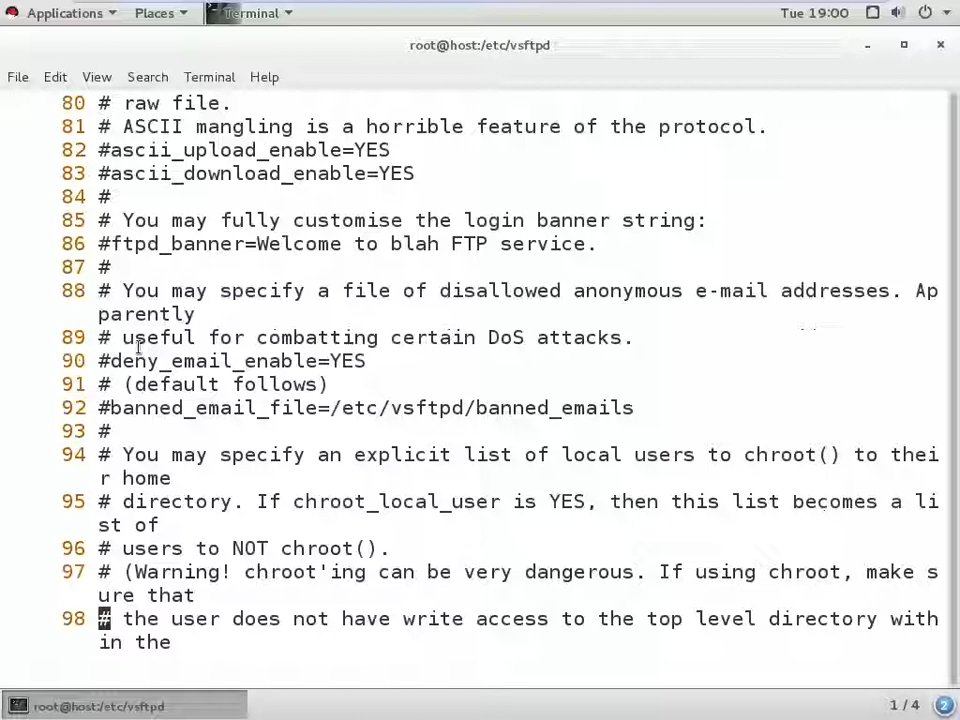 Applications Places Terminal Tue 19:00
root@host:/etc/vsftpd
File Edit View Search Terminal Help
80 # raw file.
81 # ASCII mangling is a horrible feature of the protocol.
82 #ascii_upload_enable=YES
83 #ascii_download_enable=YES
84 #
85 # You may fully customise the login banner string:
86 #ftpd_banner=Welcome to blah FTP service.
87 #
88 # You may specify a file of disallowed anonymous e-mail addresses. Ap
parently
89 # useful for combatting certain DoS attacks.
90 #deny_email_enable=YES
91 # (default follows)
92 #banned_email_file=/etc/vsftpd/banned_emails
93 #
94 # You may specify an explicit list of local users to chroot() to thei
r home
95 # directory. If chroot_local_user is YES, then this list becomes a li
st of
96 # users to NOT chroot().
97 # (Warning! chroot'ing can be very dangerous. If using chroot, make s
ure that
98 # the user does not have write access to the top level directory with
in the
root@host:/etc/vsftpd 1 / 4 2